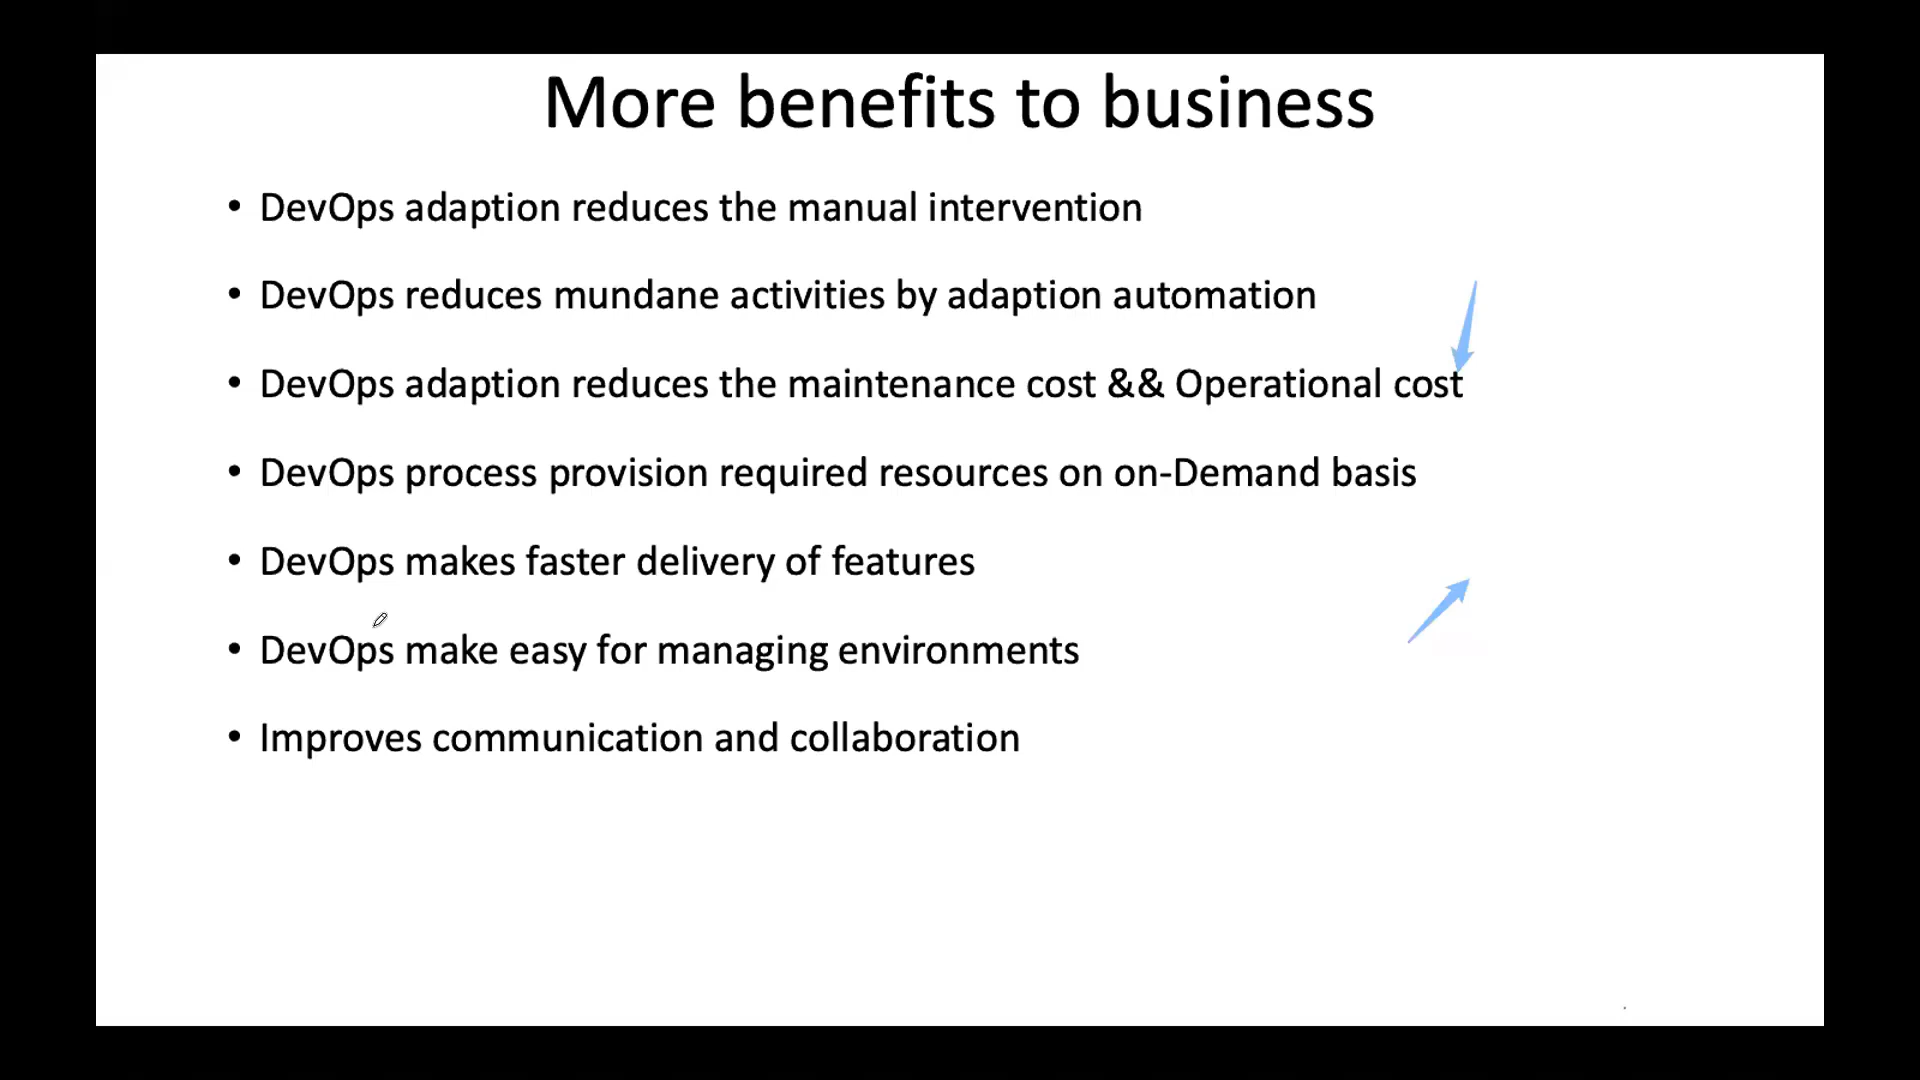 More benefits to business
• DevOps adaption reduces the manual intervention
• DevOps reduces mundane activities by adaption automation
• DevOps adaption reduces the maintenance cost && Operational cost
• DevOps process provision required resources on on-Demand basis
• DevOps makes faster delivery of features
• DevOps make easy for managing environments
• Improves communication and collaboration